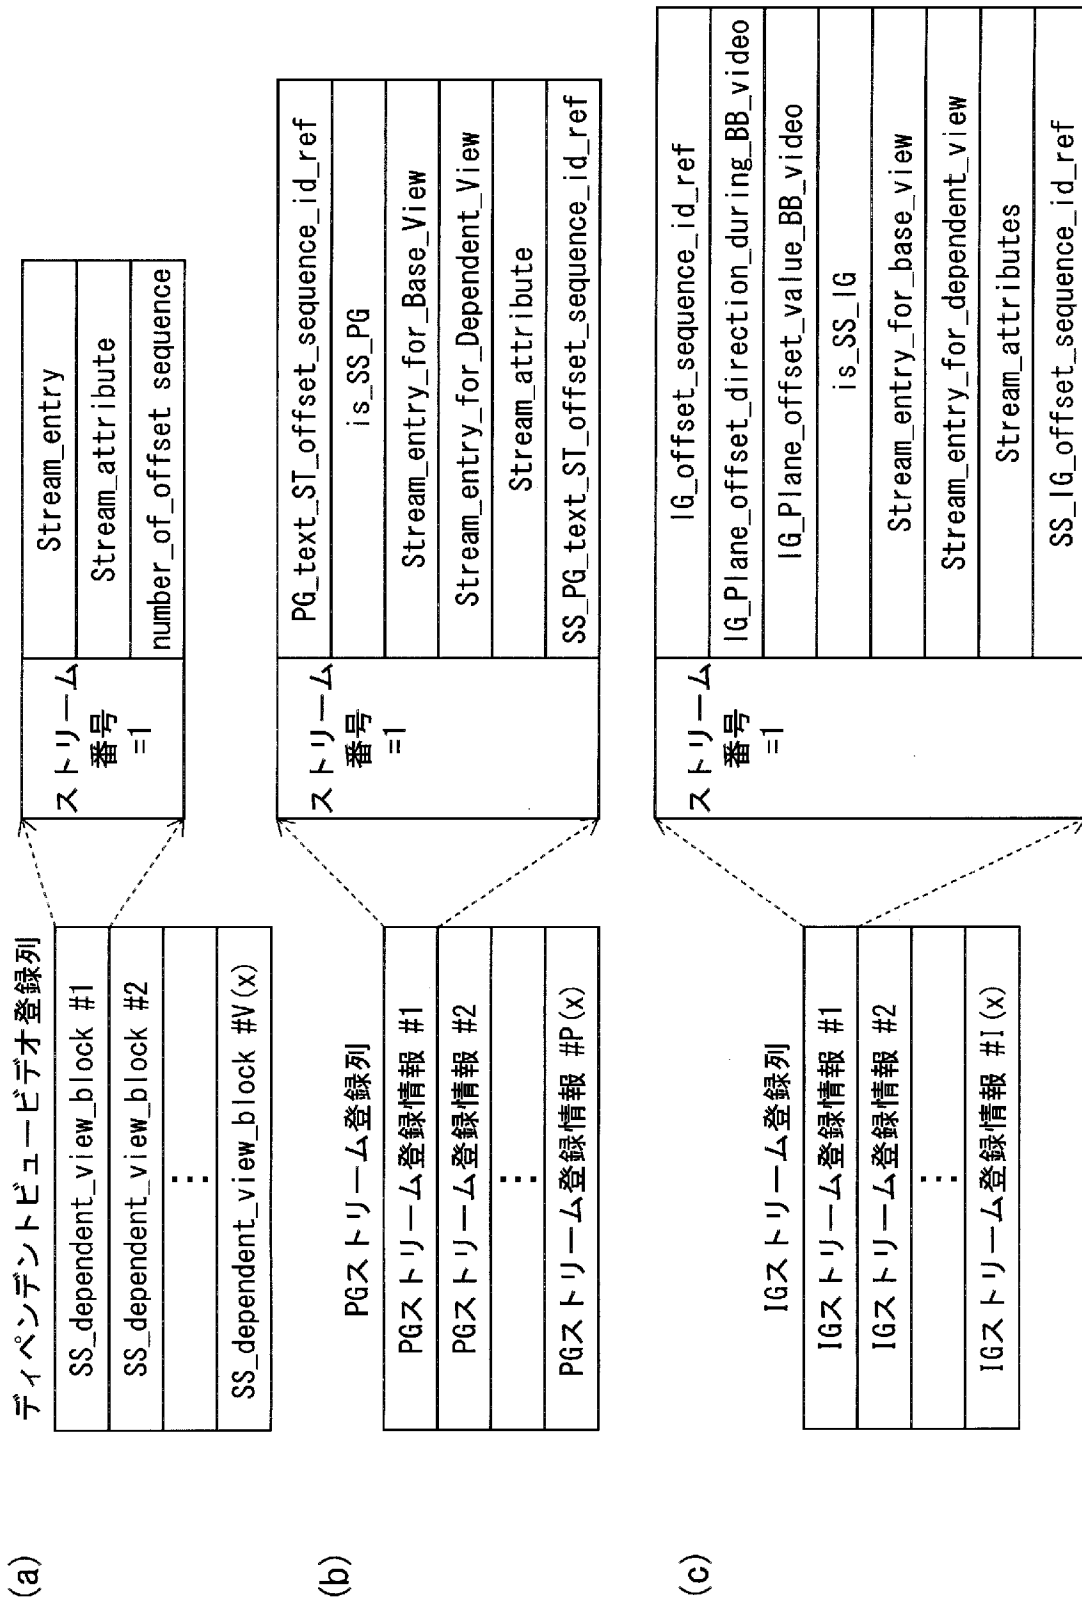 (a)
ディペンデントビュービデオ登録列
SS_dependent_view_block #1
SS_dependent_view_block #2
⋯
SS_dependent_view_block #V(x)
ストリーム
番号
=1
Stream_entry
Stream_attribute
number_of_offset sequence
(b)
PGストリーム登録列
PGストリーム登録情報 #1
PGストリーム登録情報 #2
⋯
PGストリーム登録情報 #P(x)
ストリーム
番号
=1
PG_text_ST_offset_sequence_id_ref
is_SS_PG
Stream_entry_for_Base_View
Stream_entry_for_Dependent_View
Stream_attribute
SS_PG_text_ST_offset_sequence_id_ref
(c)
IGストリーム登録列
IGストリーム登録情報 #1
IGストリーム登録情報 #2
⋯
IGストリーム登録情報 #I(x)
ストリーム
番号
=1
IG_offset_sequence_id_ref
IG_Plane_offset_direction_during_BB_video
IG_Plane_offset_value_BB_video
is_SS_IG
Stream_entry_for_base_view
Stream_entry_for_dependent_view
Stream_attributes
SS_IG_offset_sequence_id_ref